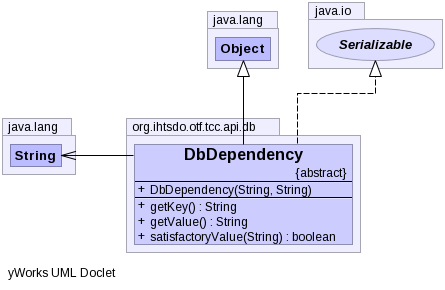 java.lang
Object
java.io
Serializable
java.lang
String
org.ihtsdo.otf.tcc.api.db
DbDependency
{abstract}
+ DbDependency(String, String)
+ getKey() : String
+ getValue() : String
+ satisfactoryValue(String) : boolean
yWorks UML Doclet